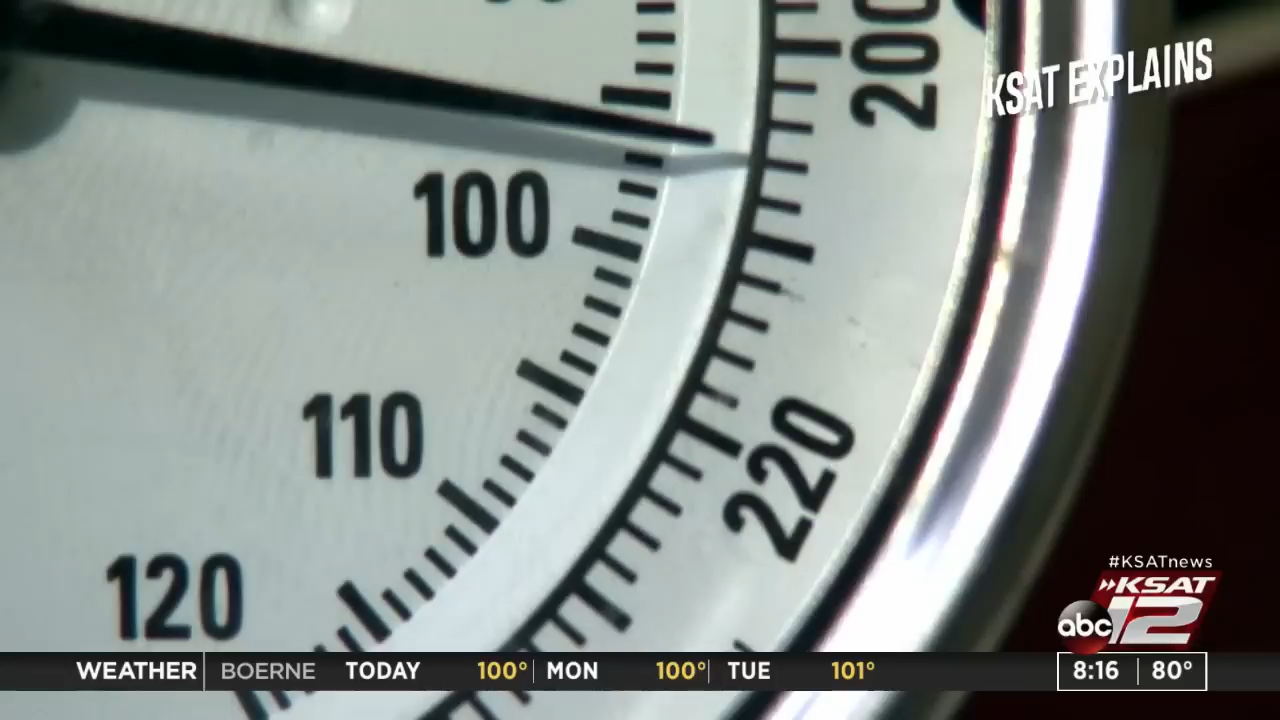 200
KSAT EXPLAINS
100
110
220
120
#KSATnews
KSAT
abc 12
WEATHER BOERNE TODAY 100° MON 100° TUE 101° 8:16 80°